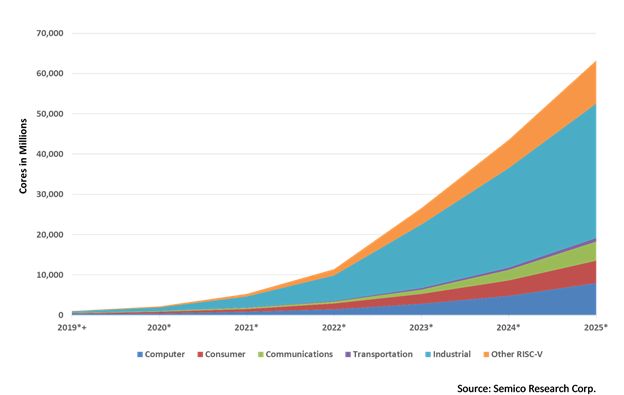 70,000
60,000
50,000
40,000
30,000
20,000
10,000
0
Cores in Millions
2019*+ 2020* 2021* 2022* 2023* 2024* 2025*
Computer Consumer Communications Transportation Industrial Other RISC-V
Source: Semico Research Corp.